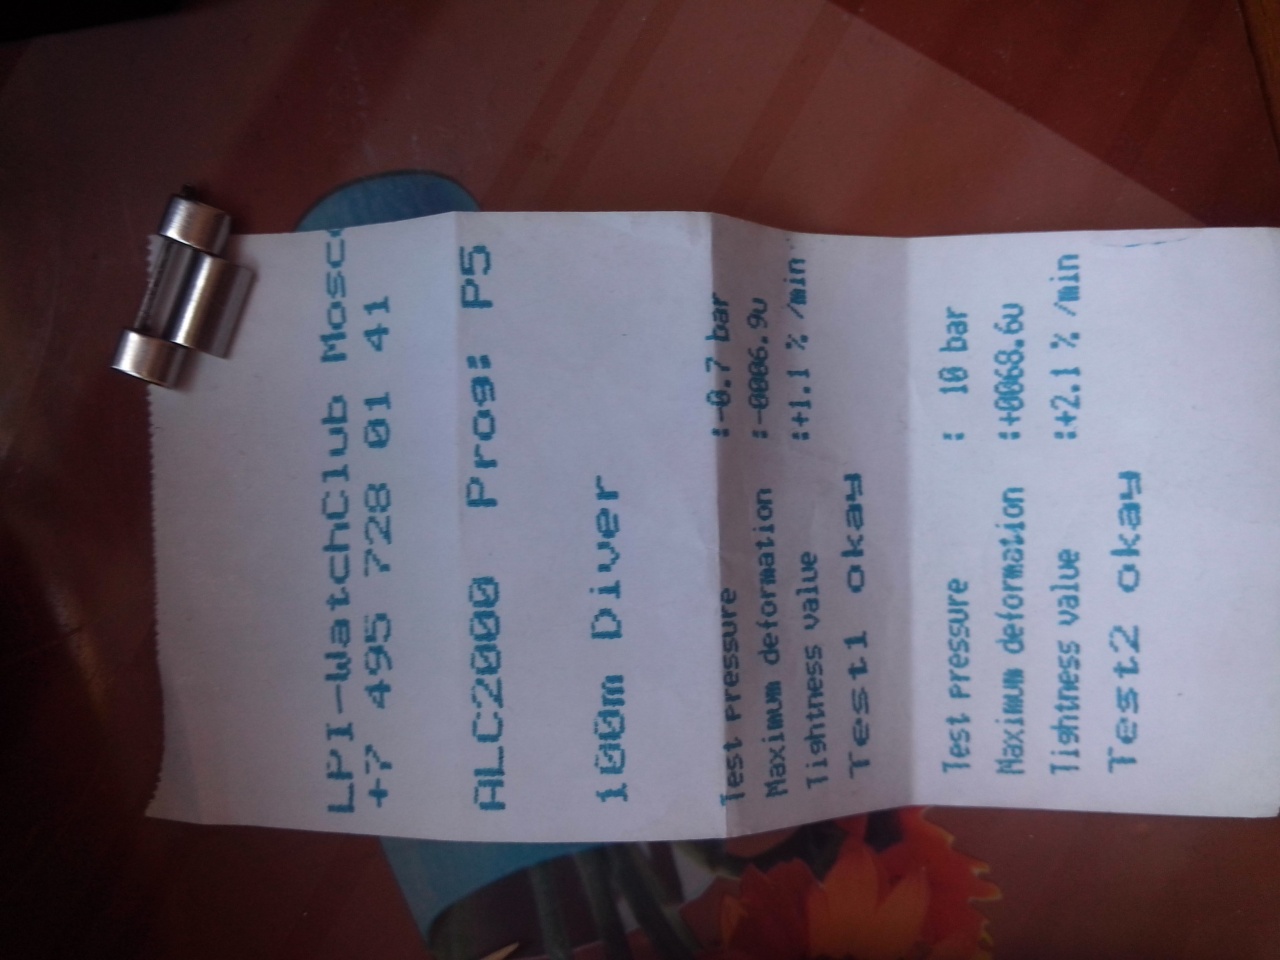 LPI-WatchClub
+7 495 728 01 41
ALC2000 Prog: P5
100m Diver
Test pressure :-0.7 bar
Maximum deformation :-0006.9u
Tightness value :+1.1 % /min
Test1 okay
Test pressure : 10 bar
Maximum deformation :+0068.6u
Tightness value :+2.1 % /min
Test2 okay